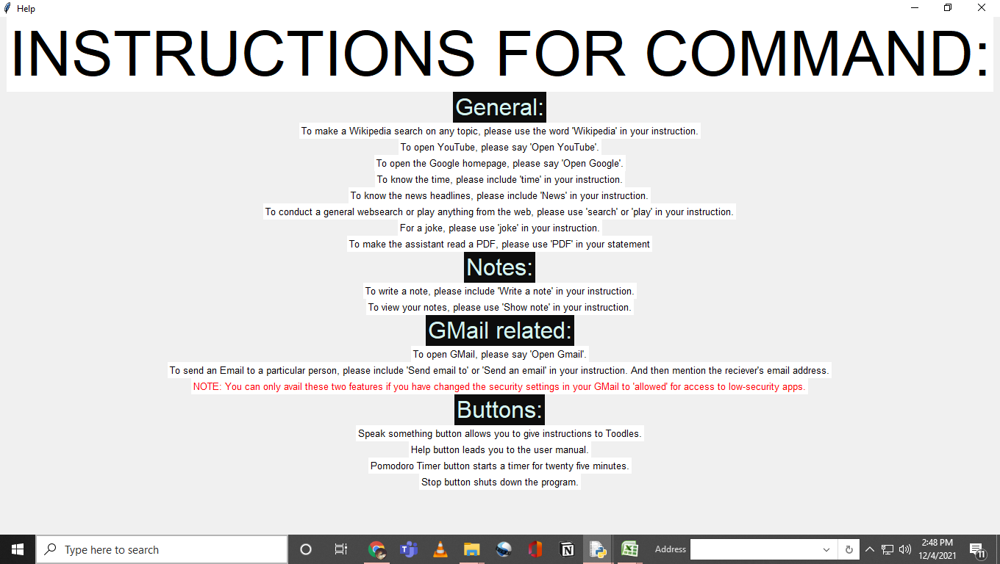 Help
INSTRUCTIONS FOR COMMAND:
General:
To make a Wikipedia search on any topic, please use the word 'Wikipedia' in your instruction.
To open YouTube, please say 'Open YouTube'.
To open the Google homepage, please say 'Open Google'.
To know the time, please include 'time' in your instruction.
To know the news headlines, please include 'News' in your instruction.
To conduct a general websearch or play anything from the web, please use 'search' or 'play' in your instruction.
For a joke, please use 'joke' in your instruction.
To make the assistant read a PDF, please use 'PDF' in your statement
Notes:
To write a note, please include 'Write a note' in your instruction.
To view your notes, please use 'Show note' in your instruction.
GMail related:
To open GMail, please say 'Open Gmail'.
To send an Email to a particular person, please include 'Send email to' or 'Send an email' in your instruction. And then mention the reciever's email address.
NOTE: You can only avail these two features if you have changed the security settings in your GMail to 'allowed' for access to low-security apps.
Buttons:
Speak something button allows you to give instructions to Toodles.
Help button leads you to the user manual.
Pomodoro Timer button starts a timer for twenty five minutes.
Stop button shuts down the program.
Type here to search
Address
2:48 PM
12/4/2021
11